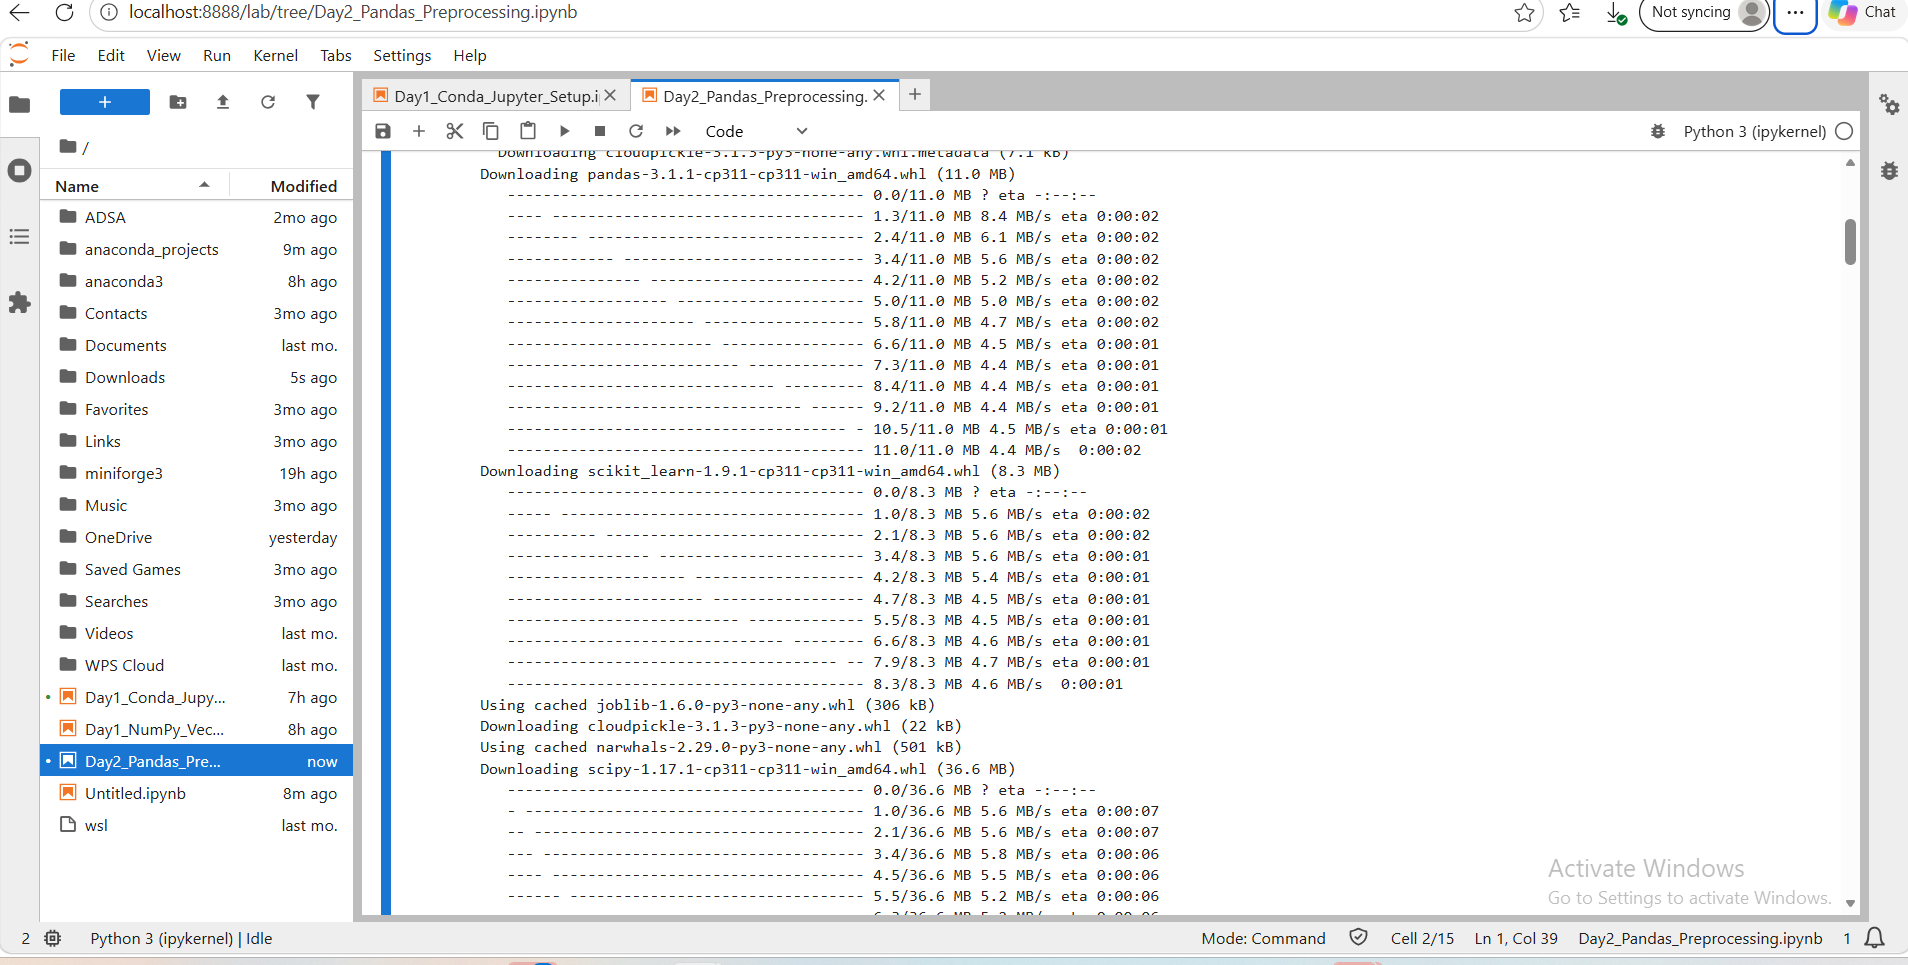 localhost:8888/lab/tree/Day2_Pandas_Preprocessing.ipynb
Not syncing
Chat
File Edit View Run Kernel Tabs Settings Help
Day1_Conda_Jupyter_Setup.i
Day2_Pandas_Preprocessing.
Code
Python 3 (ipykernel)
/
Name Modified
ADSA 2mo ago
anaconda_projects 9m ago
anaconda3 8h ago
Contacts 3mo ago
Documents last mo.
Downloads 5s ago
Favorites 3mo ago
Links 3mo ago
miniforge3 19h ago
Music 3mo ago
OneDrive yesterday
Saved Games 3mo ago
Searches 3mo ago
Videos last mo.
WPS Cloud last mo.
Day1_Conda_Jupy... 7h ago
Day1_NumPy_Vec... 8h ago
Day2_Pandas_Pre... now
Untitled.ipynb 8m ago
wsl last mo.
Downloading cloudpickle-3.1.3-py3-none-any.whl.metadata (7.1 kB)
Downloading pandas-3.1.1-cp311-cp311-win_amd64.whl (11.0 MB)
---------------------------------------- 0.0/11.0 MB ? eta -:--:--
---- ----------------------------------- 1.3/11.0 MB 8.4 MB/s eta 0:00:02
-------- ------------------------------- 2.4/11.0 MB 6.1 MB/s eta 0:00:02
------------ --------------------------- 3.4/11.0 MB 5.6 MB/s eta 0:00:02
--------------- ------------------------ 4.2/11.0 MB 5.2 MB/s eta 0:00:02
------------------ --------------------- 5.0/11.0 MB 5.0 MB/s eta 0:00:02
--------------------- ------------------ 5.8/11.0 MB 4.7 MB/s eta 0:00:02
----------------------- ---------------- 6.6/11.0 MB 4.5 MB/s eta 0:00:01
-------------------------- ------------- 7.3/11.0 MB 4.4 MB/s eta 0:00:01
------------------------------ --------- 8.4/11.0 MB 4.4 MB/s eta 0:00:01
--------------------------------- ------ 9.2/11.0 MB 4.4 MB/s eta 0:00:01
-------------------------------------- - 10.5/11.0 MB 4.5 MB/s eta 0:00:01
---------------------------------------- 11.0/11.0 MB 4.4 MB/s  0:00:02
Downloading scikit_learn-1.9.1-cp311-cp311-win_amd64.whl (8.3 MB)
---------------------------------------- 0.0/8.3 MB ? eta -:--:--
----- ---------------------------------- 1.0/8.3 MB 5.6 MB/s eta 0:00:02
---------- ----------------------------- 2.1/8.3 MB 5.6 MB/s eta 0:00:02
---------------- ----------------------- 3.4/8.3 MB 5.6 MB/s eta 0:00:01
-------------------- ------------------- 4.2/8.3 MB 5.4 MB/s eta 0:00:01
---------------------- ----------------- 4.7/8.3 MB 4.5 MB/s eta 0:00:01
-------------------------- ------------- 5.5/8.3 MB 4.5 MB/s eta 0:00:01
------------------------------- -------- 6.6/8.3 MB 4.6 MB/s eta 0:00:01
------------------------------------- -- 7.9/8.3 MB 4.7 MB/s eta 0:00:01
---------------------------------------- 8.3/8.3 MB 4.6 MB/s  0:00:01
Using cached joblib-1.6.0-py3-none-any.whl (306 kB)
Downloading cloudpickle-3.1.3-py3-none-any.whl (22 kB)
Using cached narwhals-2.29.0-py3-none-any.whl (501 kB)
Downloading scipy-1.17.1-cp311-cp311-win_amd64.whl (36.6 MB)
---------------------------------------- 0.0/36.6 MB ? eta -:--:--
- -------------------------------------- 1.0/36.6 MB 5.6 MB/s eta 0:00:07
-- ------------------------------------- 2.1/36.6 MB 5.6 MB/s eta 0:00:07
--- ------------------------------------ 3.4/36.6 MB 5.8 MB/s eta 0:00:06
---- ----------------------------------- 4.5/36.6 MB 5.5 MB/s eta 0:00:06
------ --------------------------------- 5.5/36.6 MB 5.2 MB/s eta 0:00:06
Activate Windows
Go to Settings to activate Windows.
2 Python 3 (ipykernel) | Idle
Mode: Command Cell 2/15 Ln 1, Col 39 Day2_Pandas_Preprocessing.ipynb 1